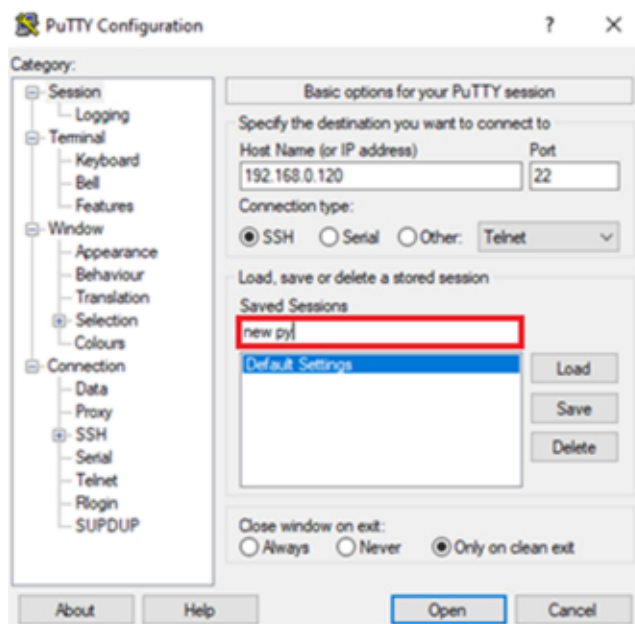 PuTTY Configuration ? ×
Category:
Session
Logging
Terminal
Keyboard
Bell
Features
Window
Appearance
Behaviour
Translation
Selection
Colours
Connection
Data
Proxy
SSH
Serial
Telnet
Rlogin
SUPDUP
Basic options for your PuTTY session
Specify the destination you want to connect to
Host Name (or IP address) Port
192.168.0.120 22
Connection type:
SSH Serial Other: Telnet
Load, save or delete a stored session
Saved Sessions
new py
Default Settings
Load
Save
Delete
Close window on exit:
Always Never Only on clean exit
About Help Open Cancel